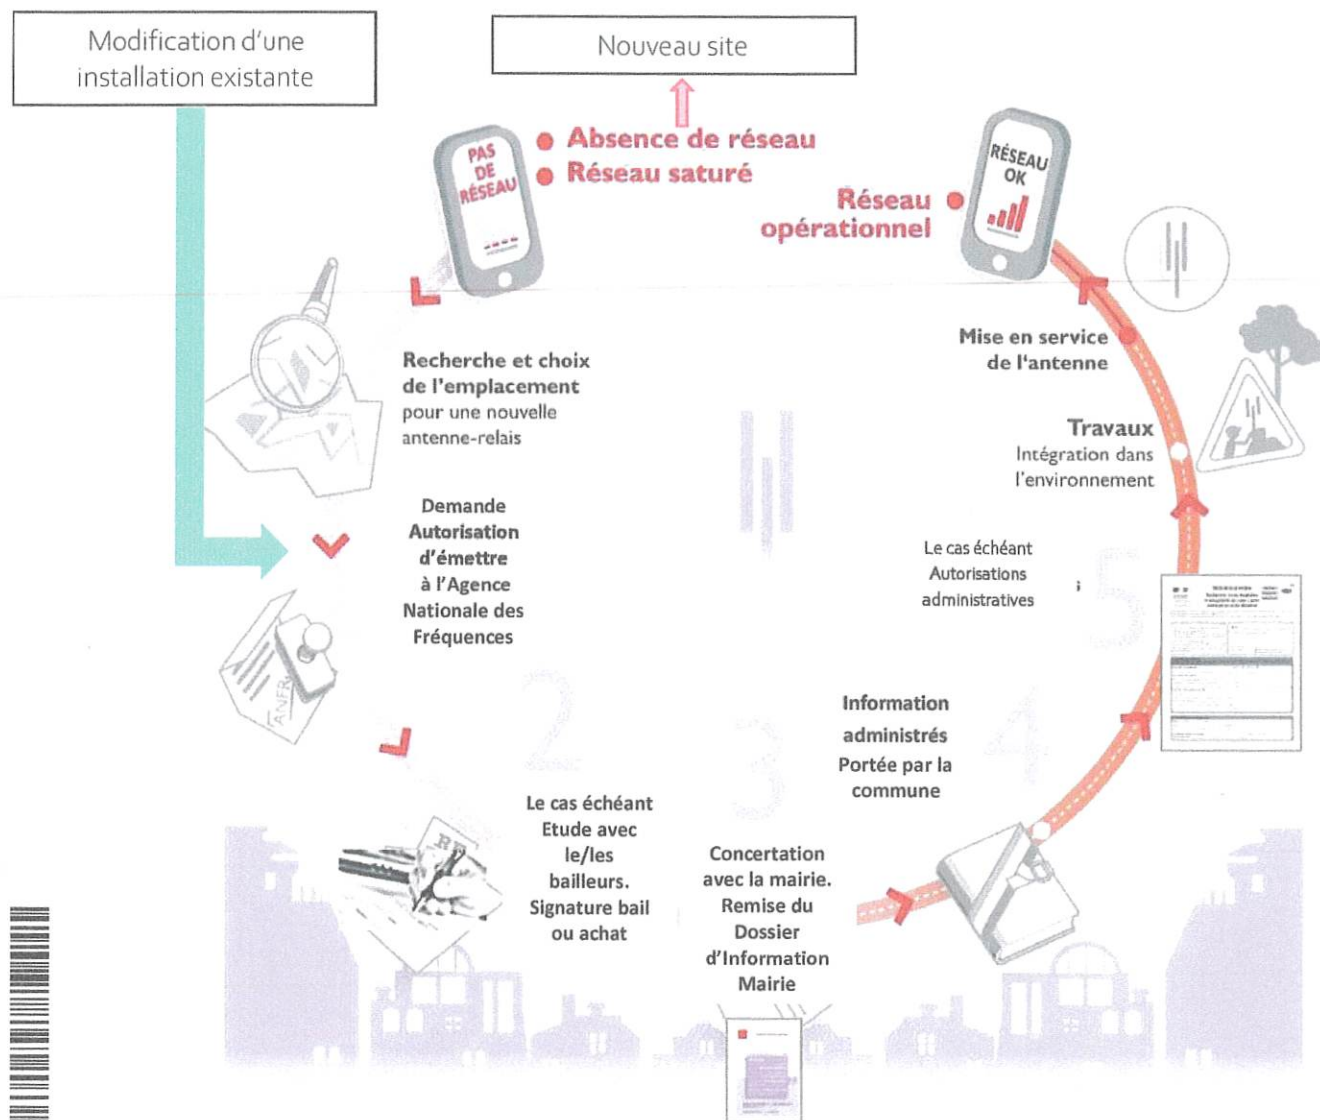 Modification d'une
installation existante
Nouveau site
PAS
DE
RÉSEAU
Absence de réseau
Réseau saturé
RÉSEAU
OK
Réseau
opérationnel
Recherche et choix
de l'emplacement
pour une nouvelle
antenne-relais
Mise en service
de l'antenne
Travaux
Intégration dans
l'environnement
Demande
Autorisation
d'émettre
à l'Agence
Nationale des
Fréquences
ANFR
Le cas échéant
Autorisations
administratives
5
2
3
4
Information
administrés
Portée par la
commune
Le cas échéant
Etude avec
le/les
bailleurs.
Signature bail
ou achat
Concertation
avec la mairie.
Remise du
Dossier
d'Information
Mairie